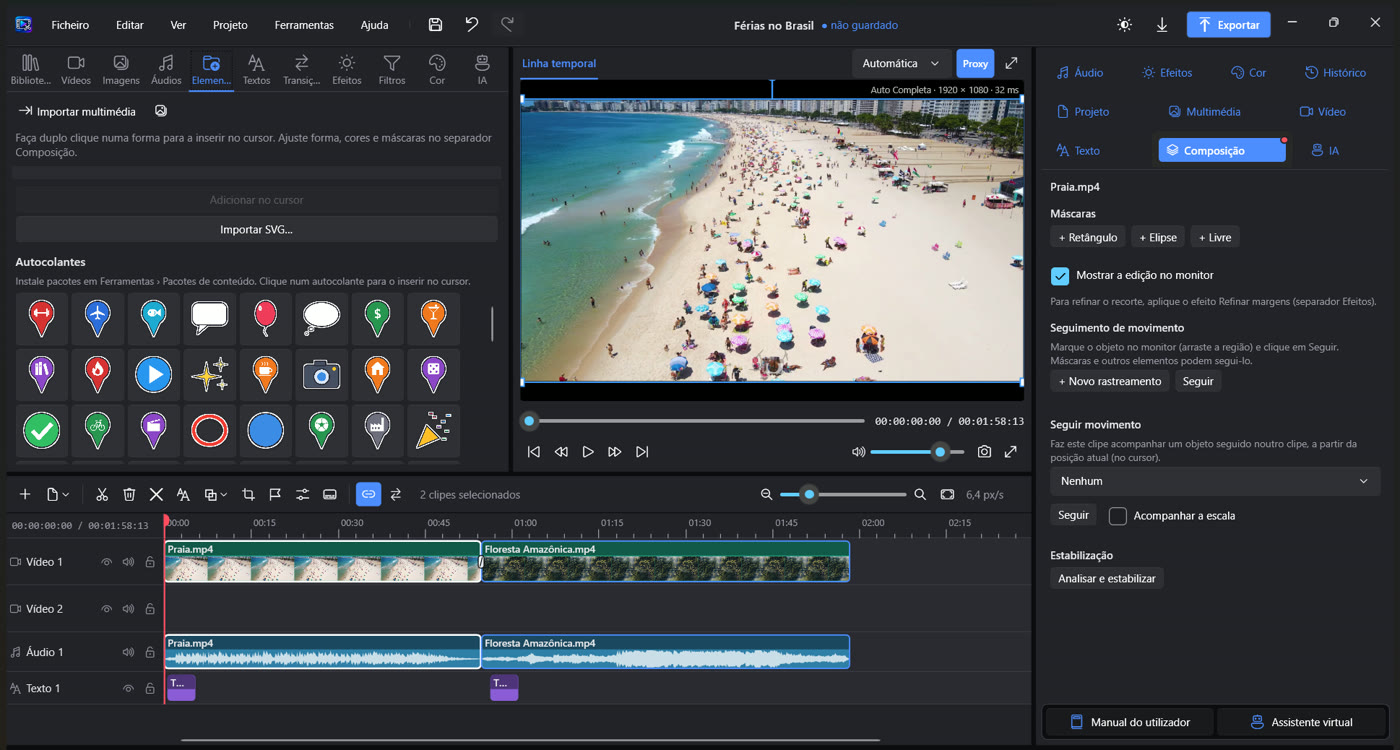 Ficheiro Editar Ver Projeto Ferramentas Ajuda
Férias no Brasil • não guardado
Exportar
Bibliote... Vídeos Imagens Áudios Elemen... Textos Transiç... Efeitos Filtros Cor IA
Importar multimédia
Faça duplo clique numa forma para a inserir no cursor. Ajuste forma, cores e máscaras no separador
Composição.
Adicionar no cursor
Importar SVG...
Autocolantes
Instale pacotes em Ferramentas › Pacotes de conteúdo. Clique num autocolante para o inserir no cursor.
$
Linha temporal
Automática
Proxy
Auto Completa · 1920 × 1080 · 32 ms
00:00:00:00 / 00:01:58:13
Áudio Efeitos Cor Histórico
Projeto Multimédia Vídeo
Texto Composição IA
Praia.mp4
Máscaras
+ Retângulo + Elipse + Livre
Mostrar a edição no monitor
Para refinar o recorte, aplique o efeito Refinar margens (separador Efeitos).
Seguimento de movimento
Marque o objeto no monitor (arraste a região) e clique em Seguir.
Máscaras e outros elementos podem segui-lo.
+ Novo rastreamento Seguir
Seguir movimento
Faz este clipe acompanhar um objeto seguido noutro clipe, a partir da
posição atual (no cursor).
Nenhum
Seguir Acompanhar a escala
Estabilização
Analisar e estabilizar
Manual do utilizador Assistente virtual
2 clipes selecionados
6,4 px/s
00:00:00:00 / 00:01:58:13
00:00 00:15 00:30 00:45 01:00 01:15 01:30 01:45 02:00 02:15
Vídeo 1
Praia.mp4 Floresta Amazônica.mp4
Vídeo 2
Áudio 1
Praia.mp4 Floresta Amazônica.mp4
Texto 1
T... T...